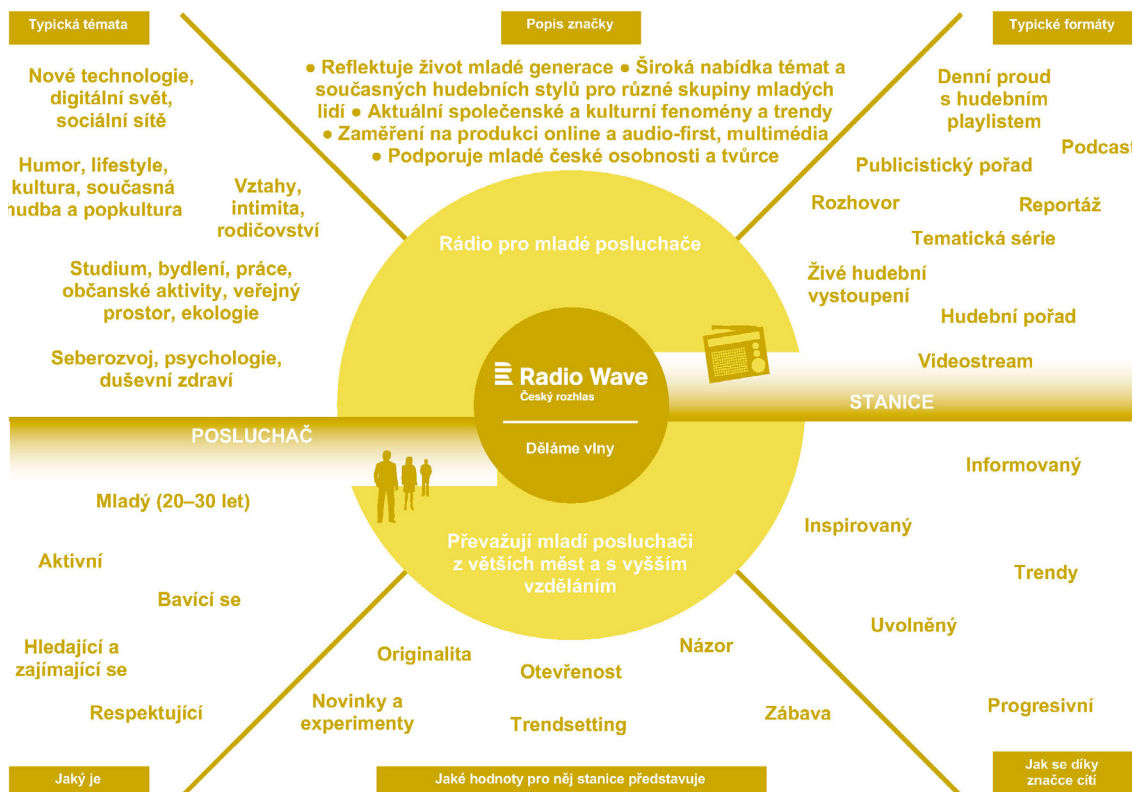 Typická témata
Nové technologie,
digitální svět,
sociální sítě
Humor, lifestyle,
kultura, současná
hudba a popkultura
Vztahy,
intimita,
rodičovství
Studium, bydlení, práce,
občanské aktivity, veřejný
prostor, ekologie
Seberozvoj, psychologie,
duševní zdraví
Popis značky
● Reflektuje život mladé generace ● Široká nabídka témat a
současných hudebních stylů pro různé skupiny mladých
lidí ● Aktuální společenské a kulturní fenomény a trendy
● Zaměření na produkci online a audio-first, multimédia
● Podporuje mladé české osobnosti a tvůrce
Rádio pro mladé posluchače
Typické formáty
Denní proud
s hudebním
playlistem
Podcast
Publicistický pořad
Rozhovor
Reportáž
Tematická série
Živé hudební
vystoupení
Hudební pořad
Videostream
STANICE
Radio Wave
Český rozhlas
Děláme vlny
POSLUCHAČ
Mladý (20–30 let)
Aktivní
Bavící se
Hledající a
zajímající se
Respektující
Jaký je
Převažují mladí posluchači
z větších měst a s vyšším
vzděláním
Originalita
Otevřenost
Názor
Novinky a
experimenty
Trendsetting
Zábava
Jaké hodnoty pro něj stanice představuje
Informovaný
Inspirovaný
Trendy
Uvolněný
Progresivní
Jak se díky
značce cítí